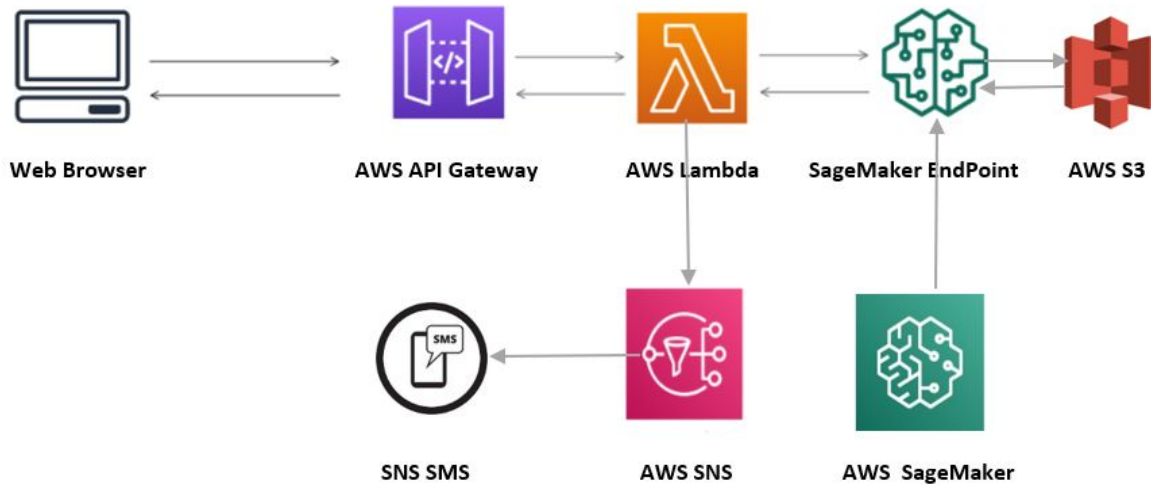 </>
Web Browser
AWS API Gateway
AWS Lambda
SageMaker EndPoint
AWS S3
SMS
SNS SMS
AWS SNS
AWS SageMaker